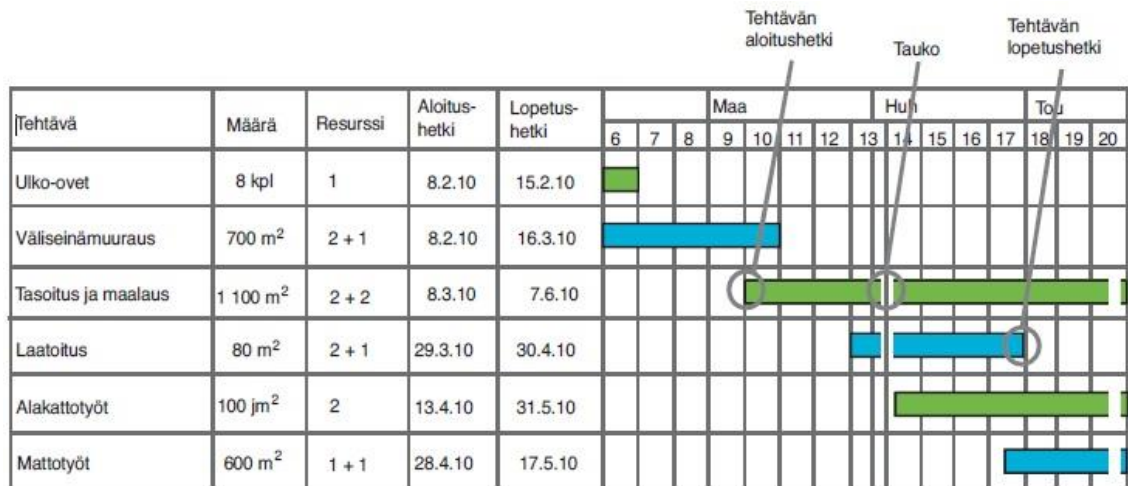 Tehtävän
aloitushetki
Tauko
Tehtävän
lopetushetki
Tehtävä Määrä Resurssi Aloitus-
hetki Lopetus-
hetki Maa Huh Tou
6 7 8 9 10 11 12 13 14 15 16 17 18 19 20
Ulko-ovet 8 kpl 1 8.2.10 15.2.10
Väliseinämuuraus 700 m² 2 + 1 8.2.10 16.3.10
Tasoitus ja maalaus 1 100 m² 2 + 2 8.3.10 7.6.10
Laatoitus 80 m² 2 + 1 29.3.10 30.4.10
Alakattotyöt 100 jm² 2 13.4.10 31.5.10
Mattotyöt 600 m² 1 + 1 28.4.10 17.5.10